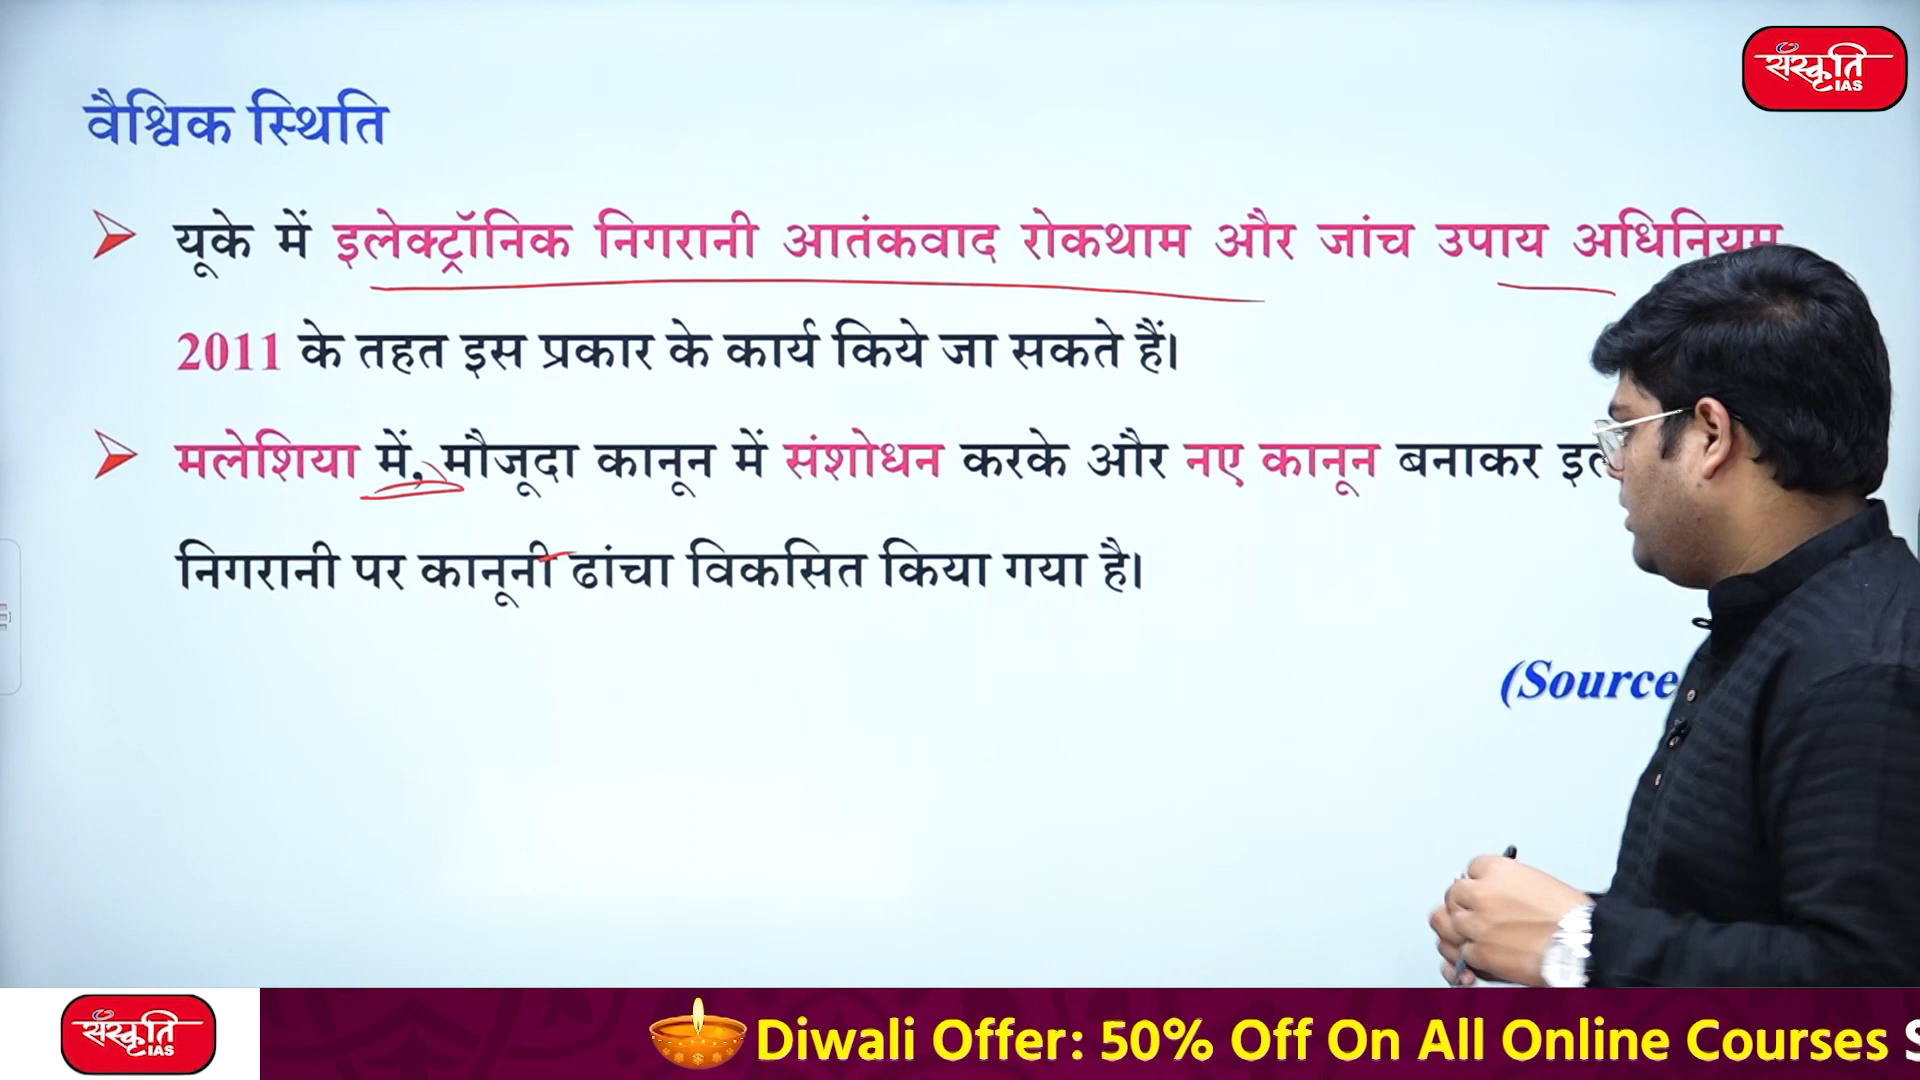 संस्कृति
IAS
वैश्विक स्थिति
यूके में इलेक्ट्रॉनिक निगरानी आतंकवाद रोकथाम और जांच उपाय अधिनियम
2011 के तहत इस प्रकार के कार्य किये जा सकते हैं।
मलेशिया में, मौजूदा कानून में संशोधन करके और नए कानून बनाकर
निगरानी पर कानूनी ढांचा विकसित किया गया है।
(Source
संस्कृति
IAS
Diwali Offer: 50% Off On All Online Courses